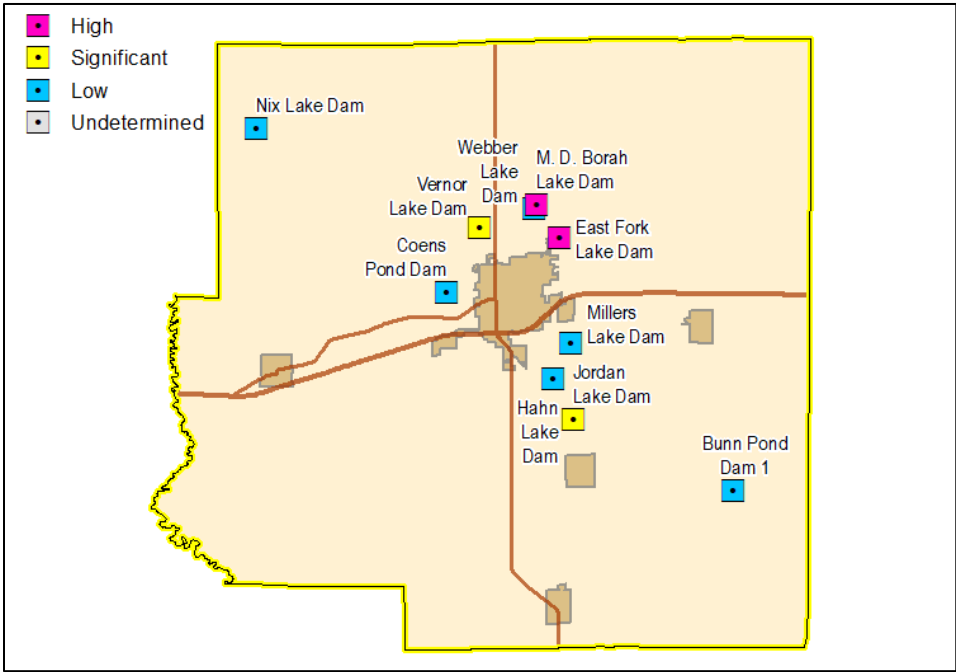 High
Significant
Low
Undetermined
Nix Lake Dam
Webber
Lake
Dam
M. D. Borah
Lake Dam
Vernor
Lake Dam
East Fork
Lake Dam
Coens
Pond Dam
Millers
Lake Dam
Jordan
Lake Dam
Hahn
Lake
Dam
Bunn Pond
Dam 1